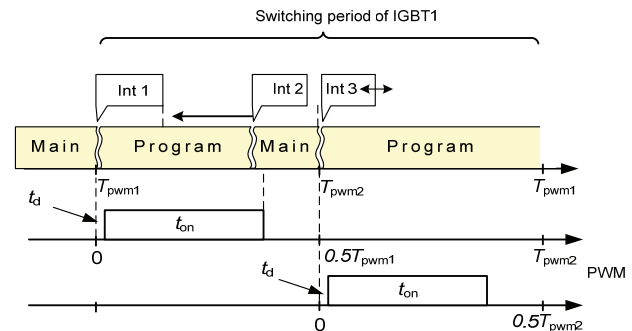 Switching period of IGBT1
Int 1
Int 2
Int 3
Main
Program
Main
Program
Tpwm1
Tpwm2
Tpwm1
td
ton
0
0.5Tpwm1
Tpwm2
PWM
td
ton
0
0.5Tpwm2